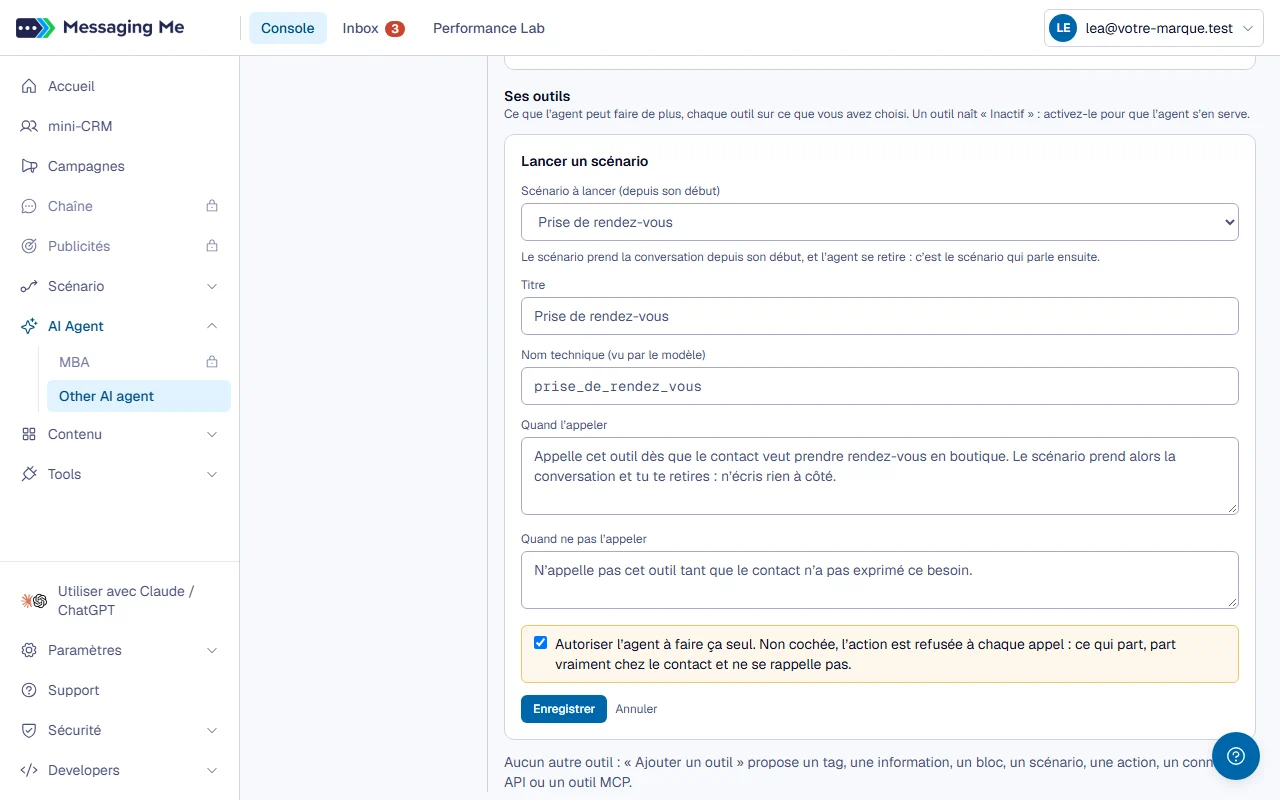 Messaging Me
Console
Inbox 3
Performance Lab
LE lea@votre-marque.test
Accueil
mini-CRM
Campagnes
Chaîne
Publicités
Scénario
AI Agent
MBA
Other AI agent
Contenu
Tools
Utiliser avec Claude /
ChatGPT
Paramètres
Support
Sécurité
Developers
Ses outils
Ce que l'agent peut faire de plus, chaque outil sur ce que vous avez choisi. Un outil naît « Inactif » : activez-le pour que l'agent s'en serve.
Lancer un scénario
Scénario à lancer (depuis son début)
Prise de rendez-vous
Le scénario prend la conversation depuis son début, et l'agent se retire : c'est le scénario qui parle ensuite.
Titre
Prise de rendez-vous
Nom technique (vu par le modèle)
prise_de_rendez_vous
Quand l'appeler
Appelle cet outil dès que le contact veut prendre rendez-vous en boutique. Le scénario prend alors la
conversation et tu te retires : n'écris rien à côté.
Quand ne pas l'appeler
N'appelle pas cet outil tant que le contact n'a pas exprimé ce besoin.
Autoriser l'agent à faire ça seul. Non cochée, l'action est refusée à chaque appel : ce qui part, part
vraiment chez le contact et ne se rappelle pas.
Enregistrer
Annuler
Aucun autre outil : « Ajouter un outil » propose un tag, une information, un bloc, un scénario, une action, un
API ou un outil MCP.